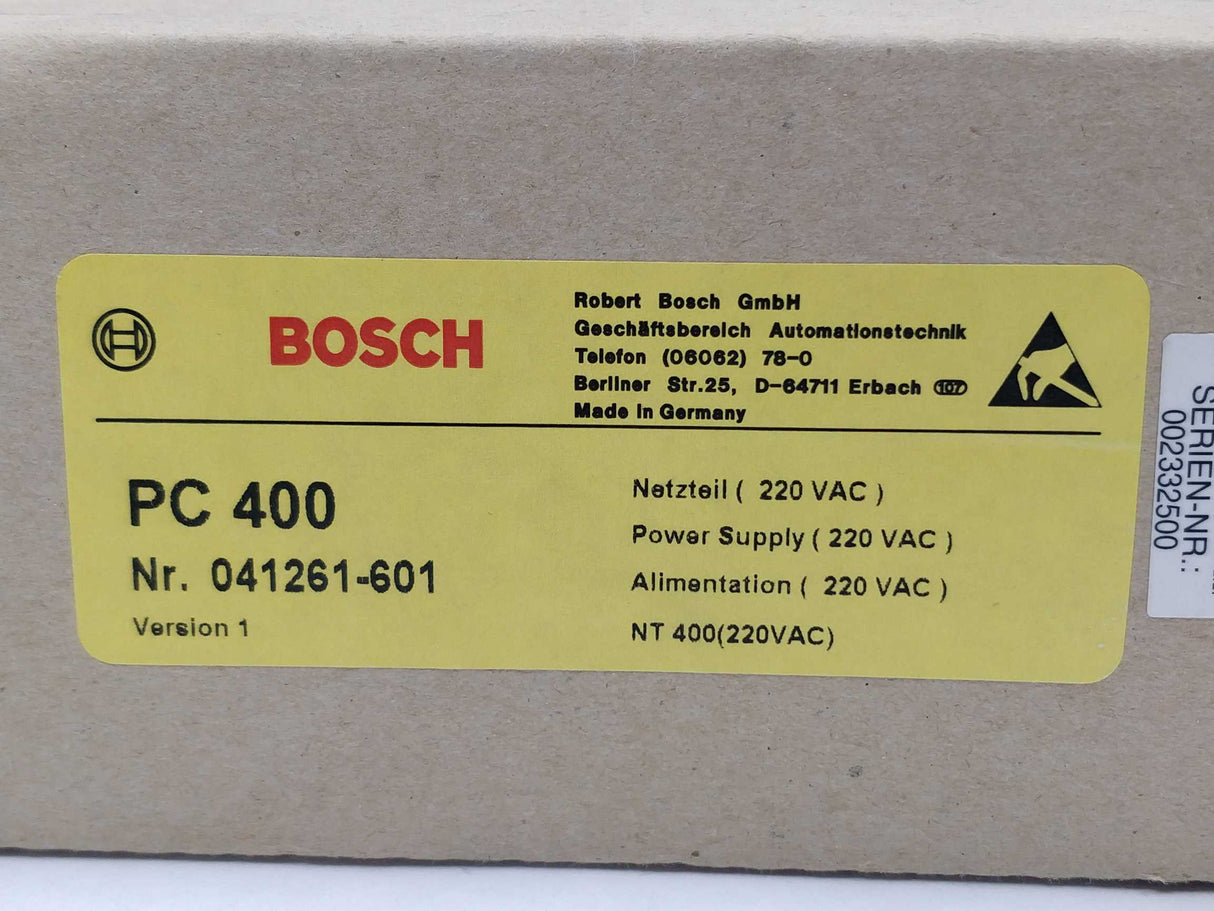 BOSCH
Robert Bosch GmbH
Geschäftsbereich Automationstechnik
Telefon (06062) 78-0
Berliner Str.25, D-64711 Erbach 107
Made in Germany
PC 400
Nr. 041261-601
Version 1
Netzteil ( 220 VAC )
Power Supply ( 220 VAC )
Alimentation ( 220 VAC )
NT 400(220VAC)
SERIEN-NR.:
002332500